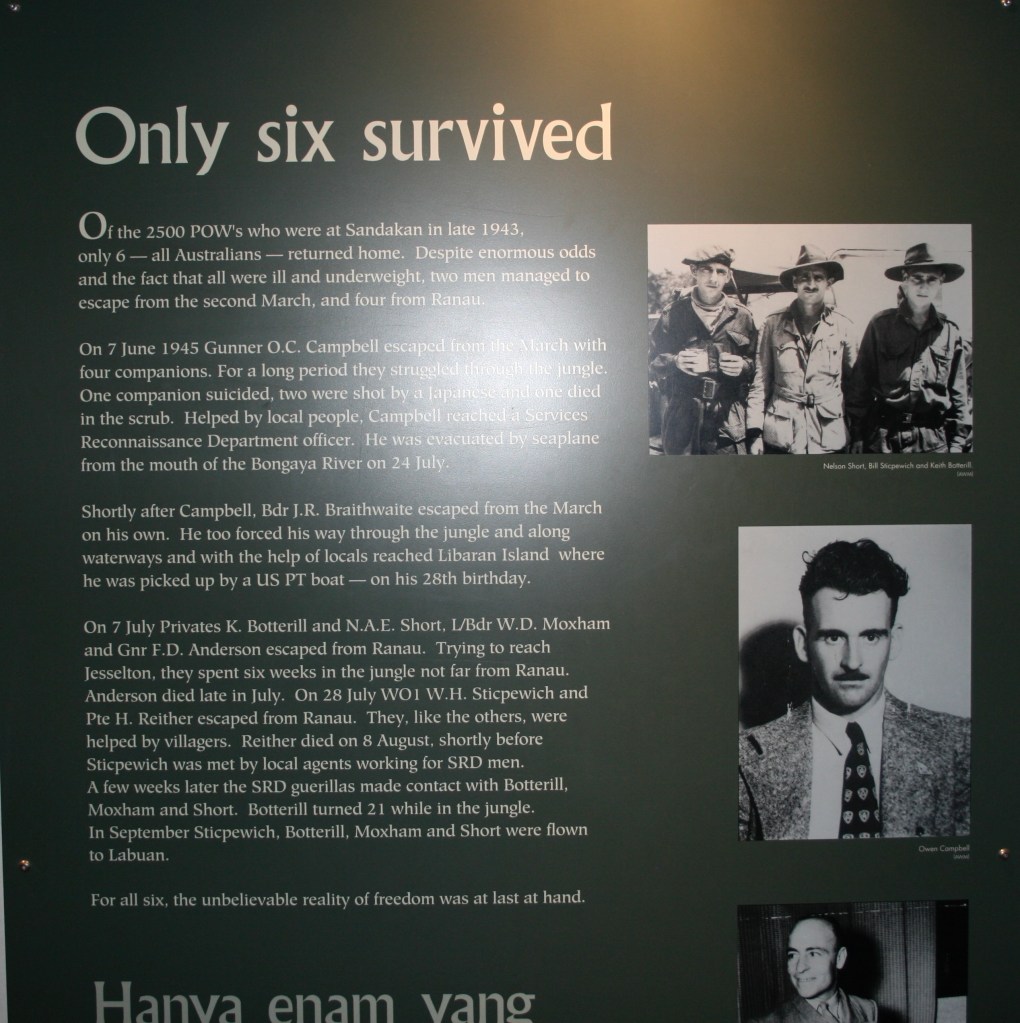 Only six survived
Of the 2500 POW's who were at Sandakan in late 1943,
only 6 — all Australians — returned home. Despite enormous odds
and the fact that all were ill and underweight, two men managed to
escape from the second March, and four from Ranau.
On 7 June 1945 Gunner O.C. Campbell escaped from the March with
four companions. For a long period they struggled through the jungle.
One companion suicided, two were shot by a Japanese and one died
in the scrub. Helped by local people, Campbell reached a Services
Reconnaissance Department officer. He was evacuated by seaplane
from the mouth of the Bongaya River on 24 July.
Shortly after Campbell, Bdr J.R. Braithwaite escaped from the March
on his own. He too forced his way through the jungle and along
waterways and with the help of locals reached Libaran Island where
he was picked up by a US PT boat — on his 28th birthday.
On 7 July Privates K. Botterill and N.A.E. Short, L/Bdr W.D. Moxham
and Gnr F.D. Anderson escaped from Ranau. Trying to reach
Jesselton, they spent six weeks in the jungle not far from Ranau.
Anderson died late in July. On 28 July WO1 W.H. Sticpewich and
Pte H. Reither escaped from Ranau. They, like the others, were
helped by villagers. Reither died on 8 August, shortly before
Sticpewich was met by local agents working for SRD men.
A few weeks later the SRD guerillas made contact with Botterill,
Moxham and Short. Botterill turned 21 while in the jungle.
In September Sticpewich, Botterill, Moxham and Short were flown
to Labuan.
For all six, the unbelievable reality of freedom was at last at hand.
Hanya enam yang
Nelson Short, Bill Sticpewich and Keith Botterill
(AWM)
Owen Campbell
(AWM)